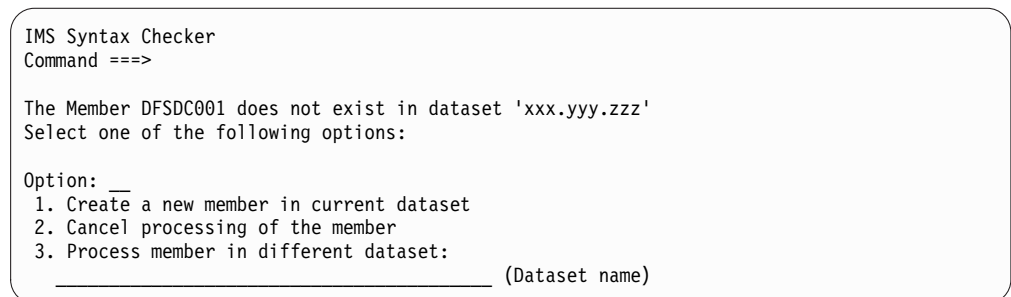 IMS Syntax Checker
Command ===>
The Member DFSDC001 does not exist in dataset 'xxx.yyy.zzz'
Select one of the following options:
Option: __
1. Create a new member in current dataset
2. Cancel processing of the member
3. Process member in different dataset:
_________________________________________ (Dataset name)